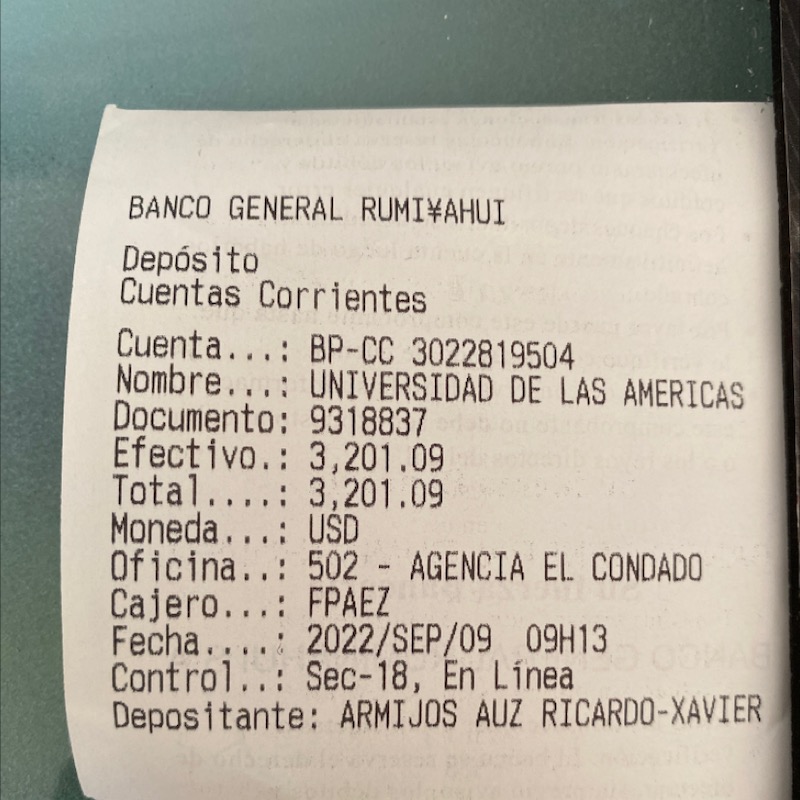 BANCO GENERAL RUMI¥AHUI
Depósito
Cuentas Corrientes
Cuenta...: BP-CC 3022819504
Nombre...: UNIVERSIDAD DE LAS AMERICAS
Documento: 9318837
Efectivo.: 3,201.09
Total....: 3,201.09
Moneda...: USD
Oficina..: 502 - AGENCIA EL CONDADO
Cajero...: FPAEZ
Fecha....: 2022/SEP/09 09H13
Control..: Sec-18, En Línea
Depositante: ARMIJOS AUZ RICARDO-XAVIER